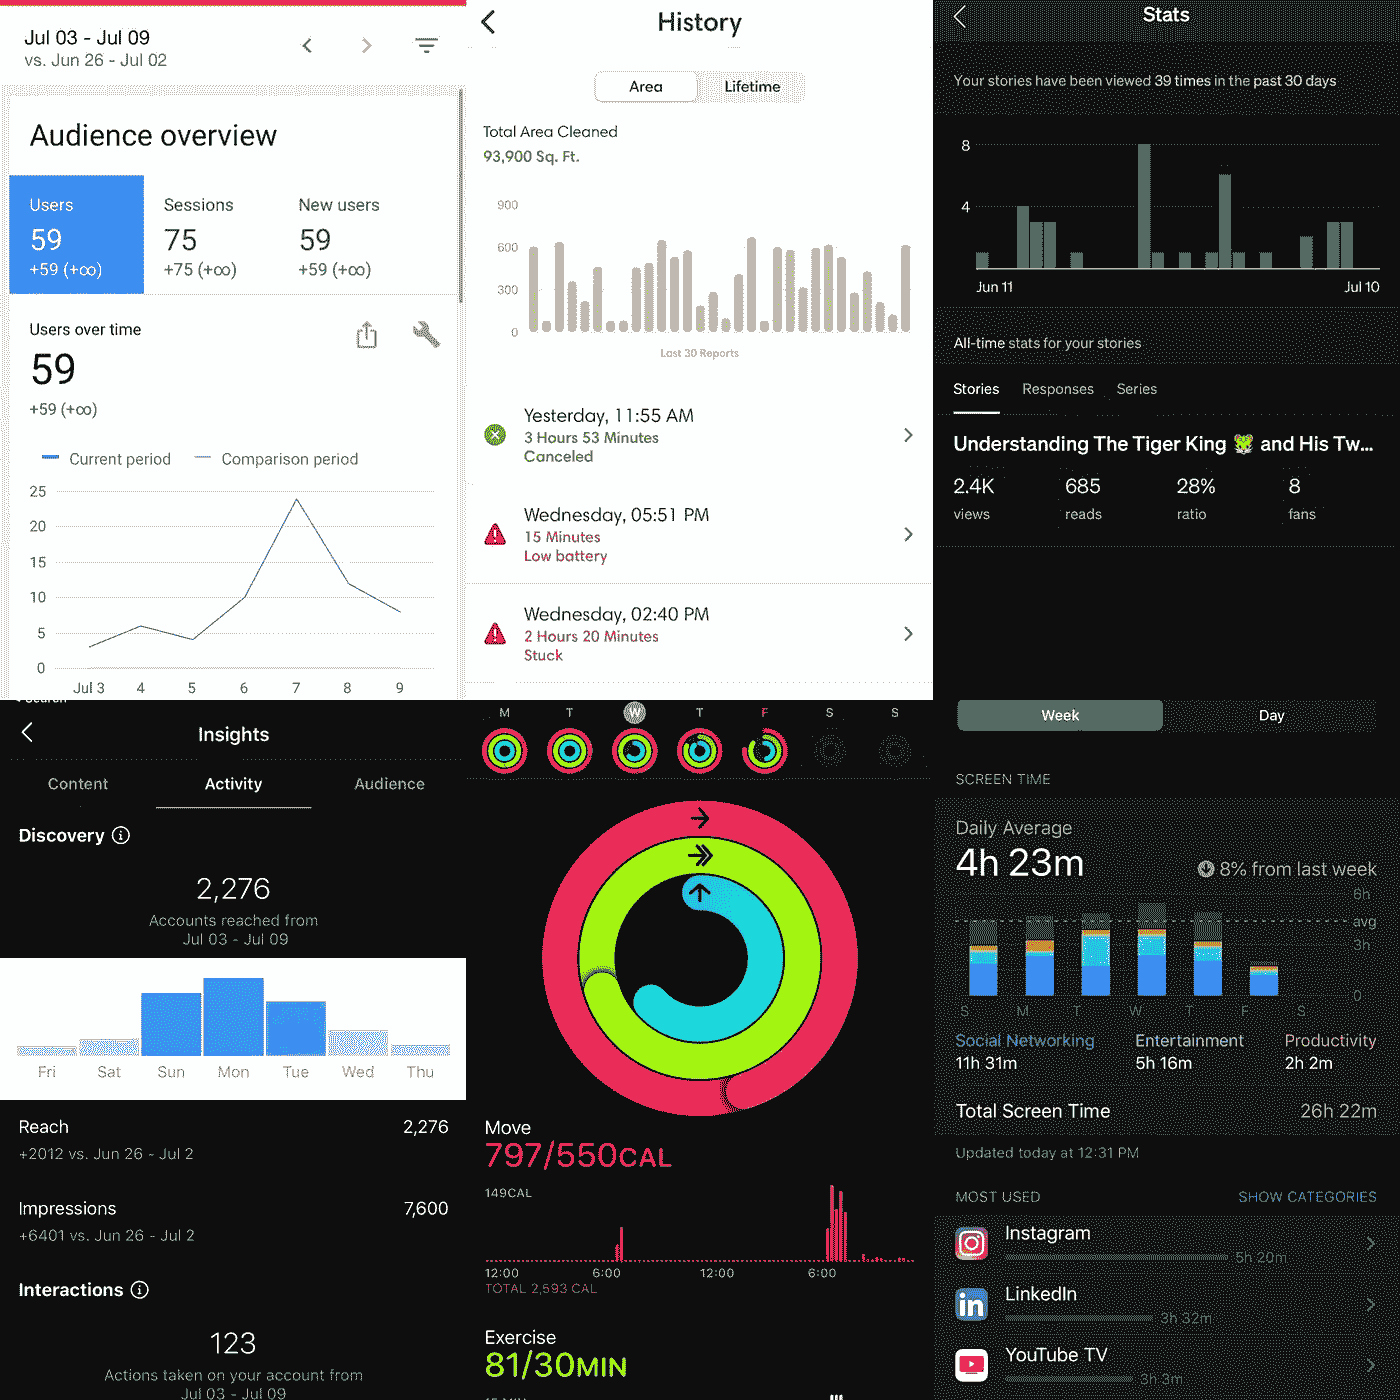 Jul 03 - Jul 09
vs. Jun 26 - Jul 02
Audience overview
Users
59
+59 (+∞)
Sessions
75
+75 (+∞)
New users
59
+59 (+∞)
Users over time
59
+59 (+∞)
Current period
Comparison period
25
20
15
10
5
0
Jul 3 4 5 6 7 8 9
History
Area
Lifetime
Total Area Cleaned
93,900 Sq. Ft.
900
600
300
0
Last 30 Reports
Yesterday, 11:55 AM
3 Hours 53 Minutes
Canceled
Wednesday, 05:51 PM
15 Minutes
Low battery
Wednesday, 02:40 PM
2 Hours 20 Minutes
Stuck
Stats
Your stories have been viewed 39 times in the past 30 days
8
4
Jun 11
Jul 10
All-time stats for your stories
Stories Responses Series
Understanding The Tiger King 🐯 and His Tw...
2.4K
views
685
reads
28%
ratio
8
fans
Insights
Content Activity Audience
Discovery
2,276
Accounts reached from
Jul 03 - Jul 09
Fri Sat Sun Mon Tue Wed Thu
Reach 2,276
+2012 vs. Jun 26 - Jul 2
Impressions 7,600
+6401 vs. Jun 26 - Jul 2
Interactions
123
Actions taken on your account from
Jul 03 - Jul 09
M T W T F S S
Move
797/550CAL
149CAL
12:00 6:00 12:00 6:00
TOTAL 2,593 CAL
Exercise
81/30MIN
Week Day
SCREEN TIME
Daily Average
4h 23m
8% from last week
6h
avg
3h
0
S M T W T F S
Social Networking
11h 31m
Entertainment
5h 16m
Productivity
2h 2m
Total Screen Time 26h 22m
Updated today at 12:31 PM
MOST USED SHOW CATEGORIES
Instagram
5h 20m
LinkedIn
3h 32m
YouTube TV
3h 3m